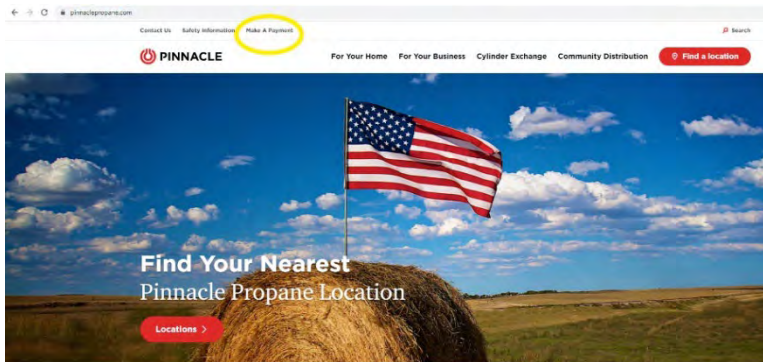 pinnaclepropane.com
Contact Us Safety Information Make A Payment Search
PINNACLE For Your Home For Your Business Cylinder Exchange Community Distribution Find a location
Find Your Nearest
Pinnacle Propane Location
Locations >